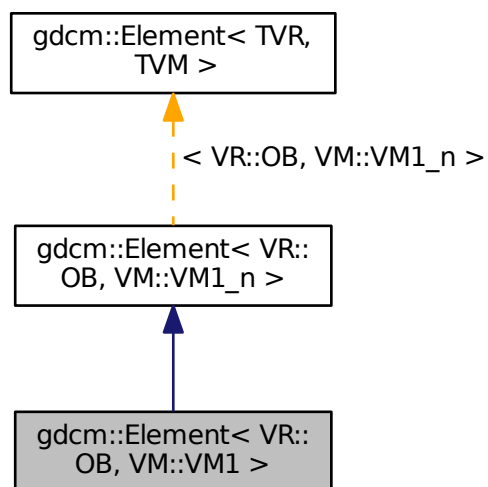 gdcm::Element< TVR,
TVM >
< VR::OB, VM::VM1_n >
gdcm::Element< VR::
OB, VM::VM1_n >
gdcm::Element< VR::
OB, VM::VM1 >